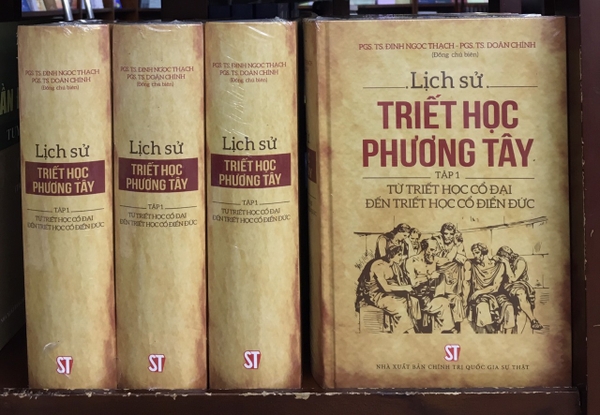 PGS. TS. ĐINH NGỌC THẠCH
PGS. TS. DOÃN CHÍNH
(Đồng chủ biên)
Lịch sử
TRIẾT HỌC
PHƯƠNG TÂY
TẬP 1
TỪ TRIẾT HỌC CỔ ĐẠI
ĐẾN TRIẾT HỌC CỔ ĐIỂN ĐỨC
ST
PGS. TS. ĐINH NGỌC THẠCH
PGS. TS. DOÃN CHÍNH
(Đồng chủ biên)
Lịch sử
TRIẾT HỌC
PHƯƠNG TÂY
TẬP 1
TỪ TRIẾT HỌC CỔ ĐẠI
ĐẾN TRIẾT HỌC CỔ ĐIỂN ĐỨC
ST
PGS. TS. ĐINH NGỌC THẠCH
PGS. TS. DOÃN CHÍNH
(Đồng chủ biên)
Lịch sử
TRIẾT HỌC
PHƯƠNG TÂY
TẬP 1
TỪ TRIẾT HỌC CỔ ĐẠI
ĐẾN TRIẾT HỌC CỔ ĐIỂN ĐỨC
ST
PGS. TS. ĐINH NGỌC THẠCH - PGS. TS. DOÃN CHÍNH
(Đồng chủ biên)
Lịch sử
TRIẾT HỌC
PHƯƠNG TÂY
TẬP 1
TỪ TRIẾT HỌC CỔ ĐẠI
ĐẾN TRIẾT HỌC CỔ ĐIỂN ĐỨC
ST
NHÀ XUẤT BẢN CHÍNH TRỊ QUỐC GIA SỰ THẬT